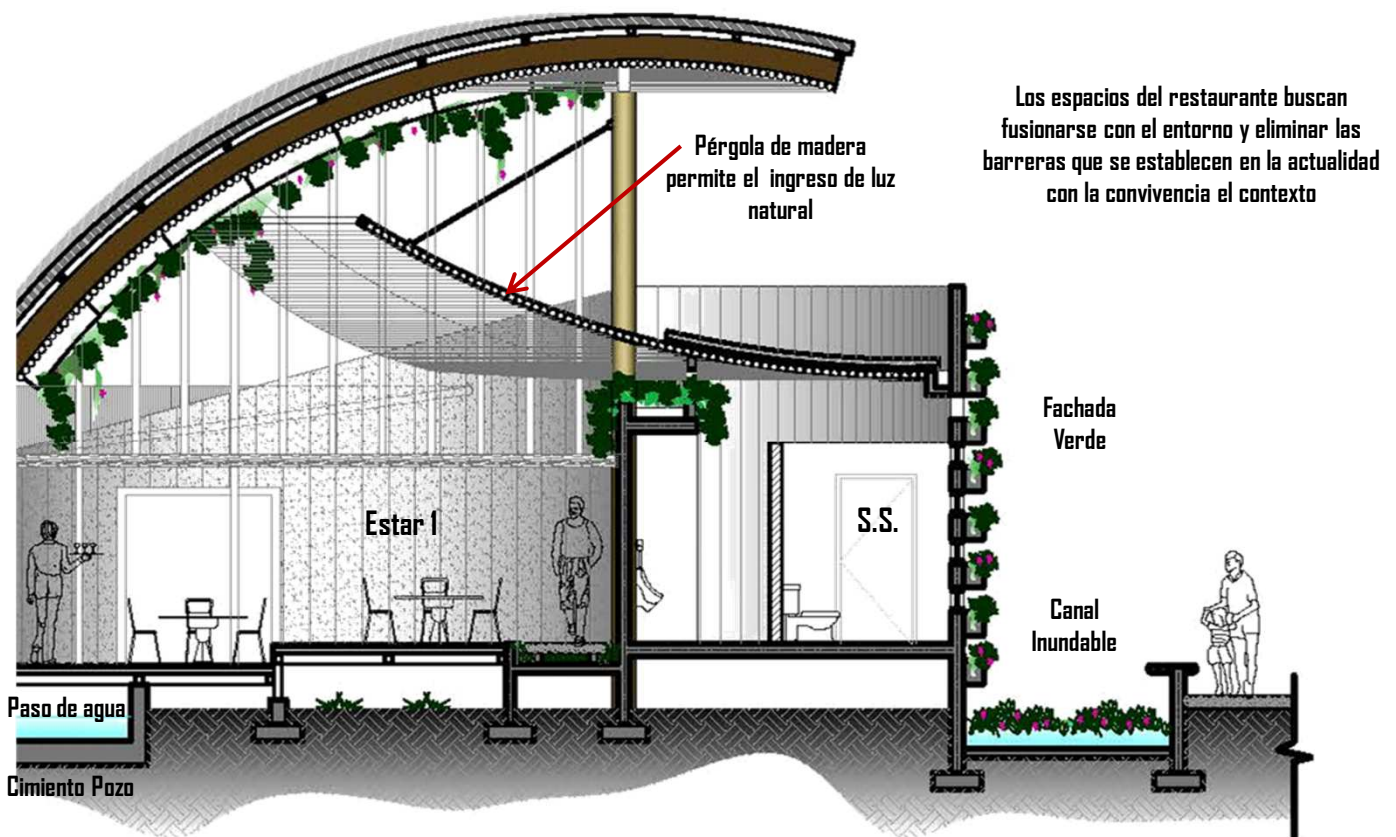 Los espacios del restaurante buscan
fusionarse con el entorno y eliminar las
barreras que se establecen en la actualidad
con la convivencia el contexto
Pérgola de madera
permite el ingreso de luz
natural
Fachada
Verde
Estar 1
S.S.
Canal
Inundable
Paso de agua
Cimiento Pozo